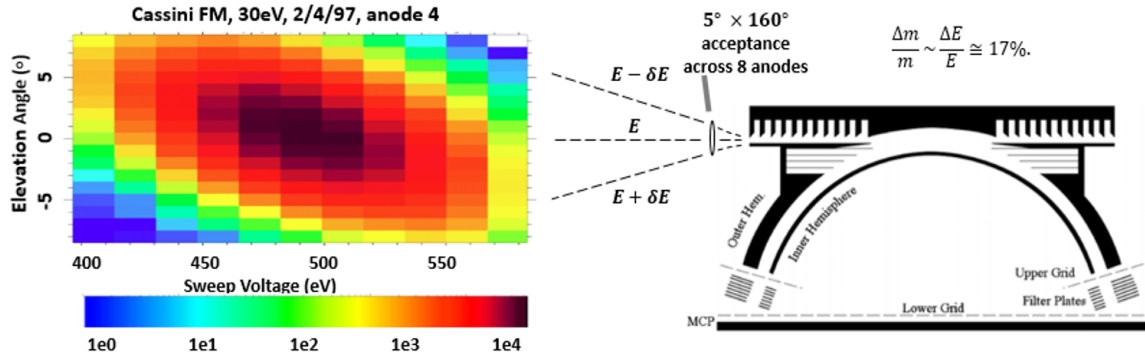 Cassini FM, 30eV, 2/4/97, anode 4
Elevation Angle (o)
5
0
-5
400 450 500 550
Sweep Voltage (eV)
1e0 1e1 1e2 1e3 1e4
5° × 160°
acceptance
across 8 anodes
E − δE
E
E + δE
Δm/m ~ ΔE/E ≅ 17%.
Outer Hem.
Inner Hemisphere
Upper Grid
Filter Plates
Lower Grid
MCP